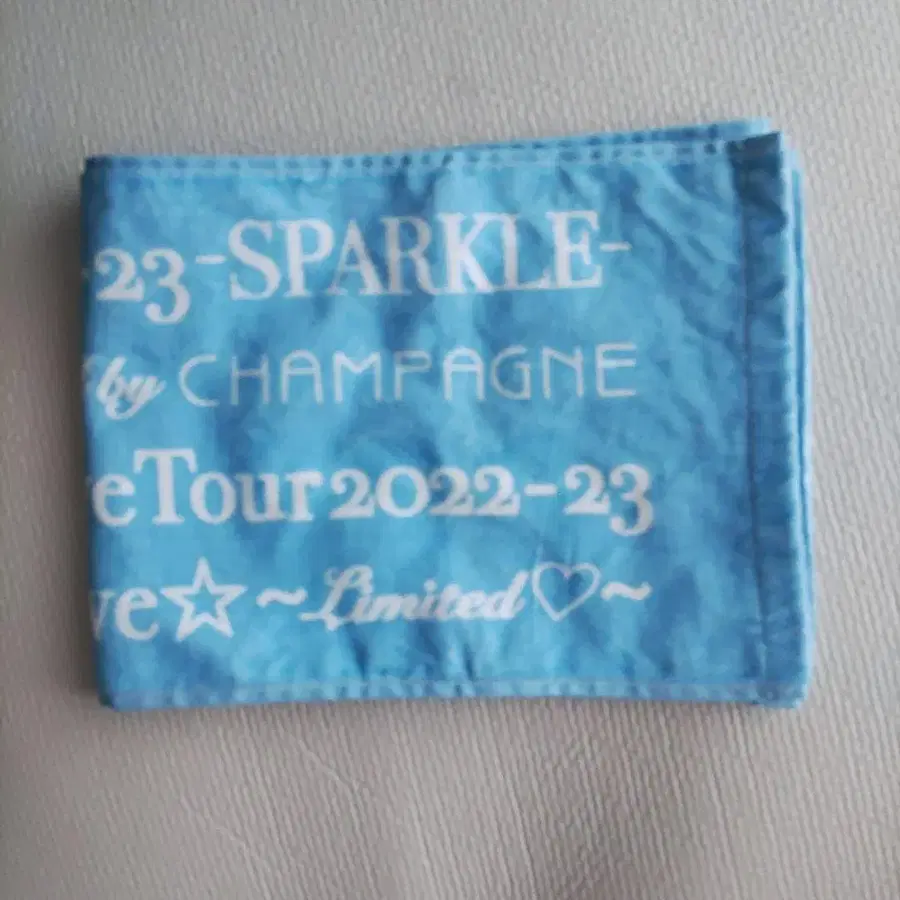 23-SPARKLE-
by CHAMPAGNE
eTour2022-23
ve☆~Limited♡~